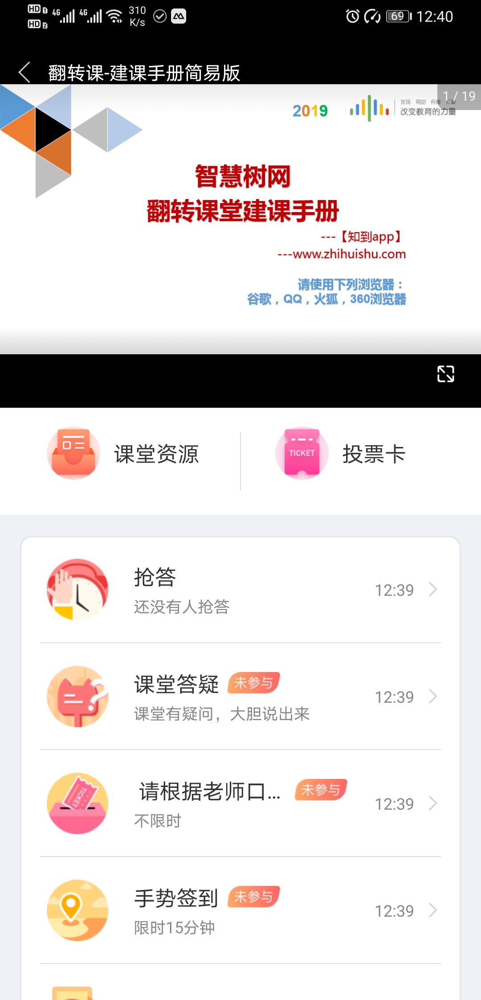 HD 1 4G 4G 310 69 12:40
HD 2 K/s
翻转课-建课手册简易版
1 / 19
2019 发现 帮助 传播 汇聚
改变教育的力量
智慧树网
翻转课堂建课手册
---【知到app】
---www.zhihuishu.com
请使用下列浏览器：
谷歌，QQ，火狐，360浏览器
课堂资源 TICKET 投票卡
抢答
12:39
还没有人抢答
课堂答疑 未参与
12:39
课堂有疑问，大胆说出来
请根据老师口... 未参与
TICKET
12:39
不限时
手势签到 未参与
12:39
限时15分钟